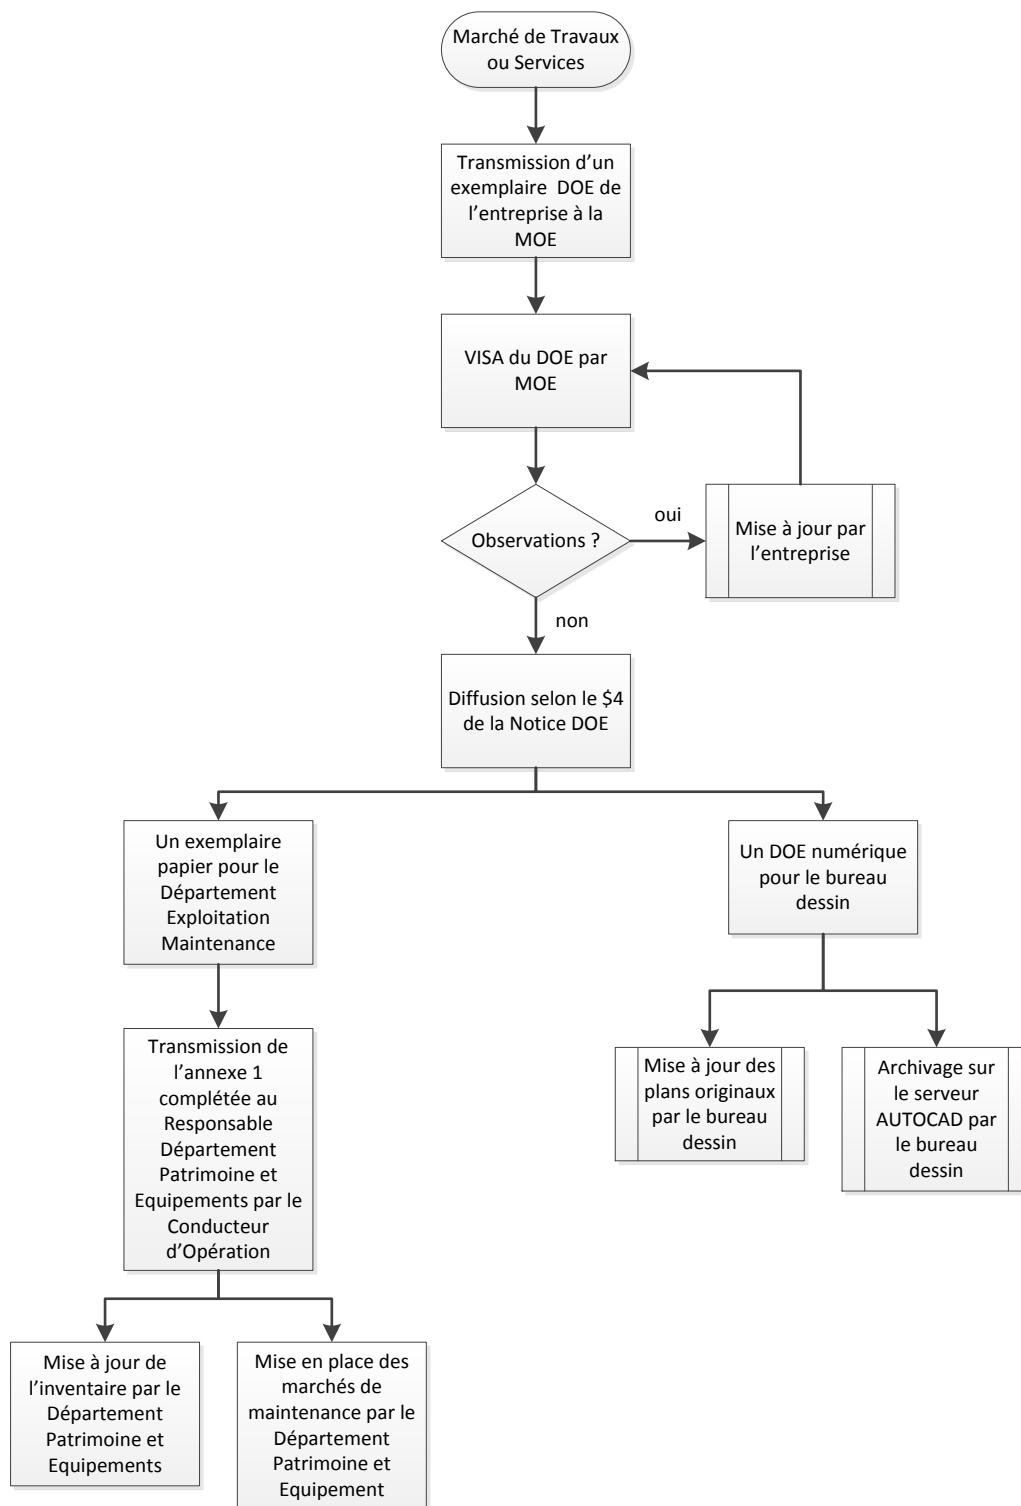 Marché de Travaux
ou Services
Transmission d’un
exemplaire  DOE de
l’entreprise à la
MOE
VISA du DOE par
MOE
Observations ?
oui
Mise à jour par
l’entreprise
non
Diffusion selon le $4
de la Notice DOE
Un exemplaire
papier pour le
Département
Exploitation
Maintenance
Un DOE numérique
pour le bureau
dessin
Transmission de
l’annexe 1
complétée au
Responsable
Département
Patrimoine et
Equipements par le
Conducteur
d’Opération
Mise à jour des
plans originaux
par le bureau
dessin
Archivage sur
le serveur
AUTOCAD par
le bureau
dessin
Mise à jour de
l’inventaire par le
Département
Patrimoine et
Equipements
Mise en place des
marchés de
maintenance par le
Département
Patrimoine et
Equipement